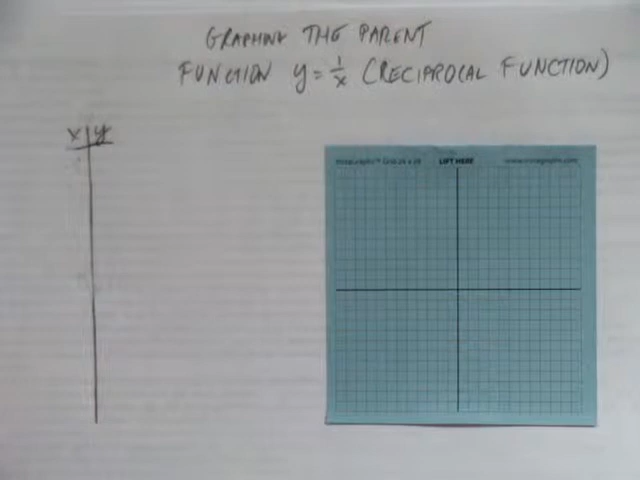 GRAPHING THE PARENT
FUNCTION y = 1/x (RECIPROCAL FUNCTION)
x y
LIFT HERE